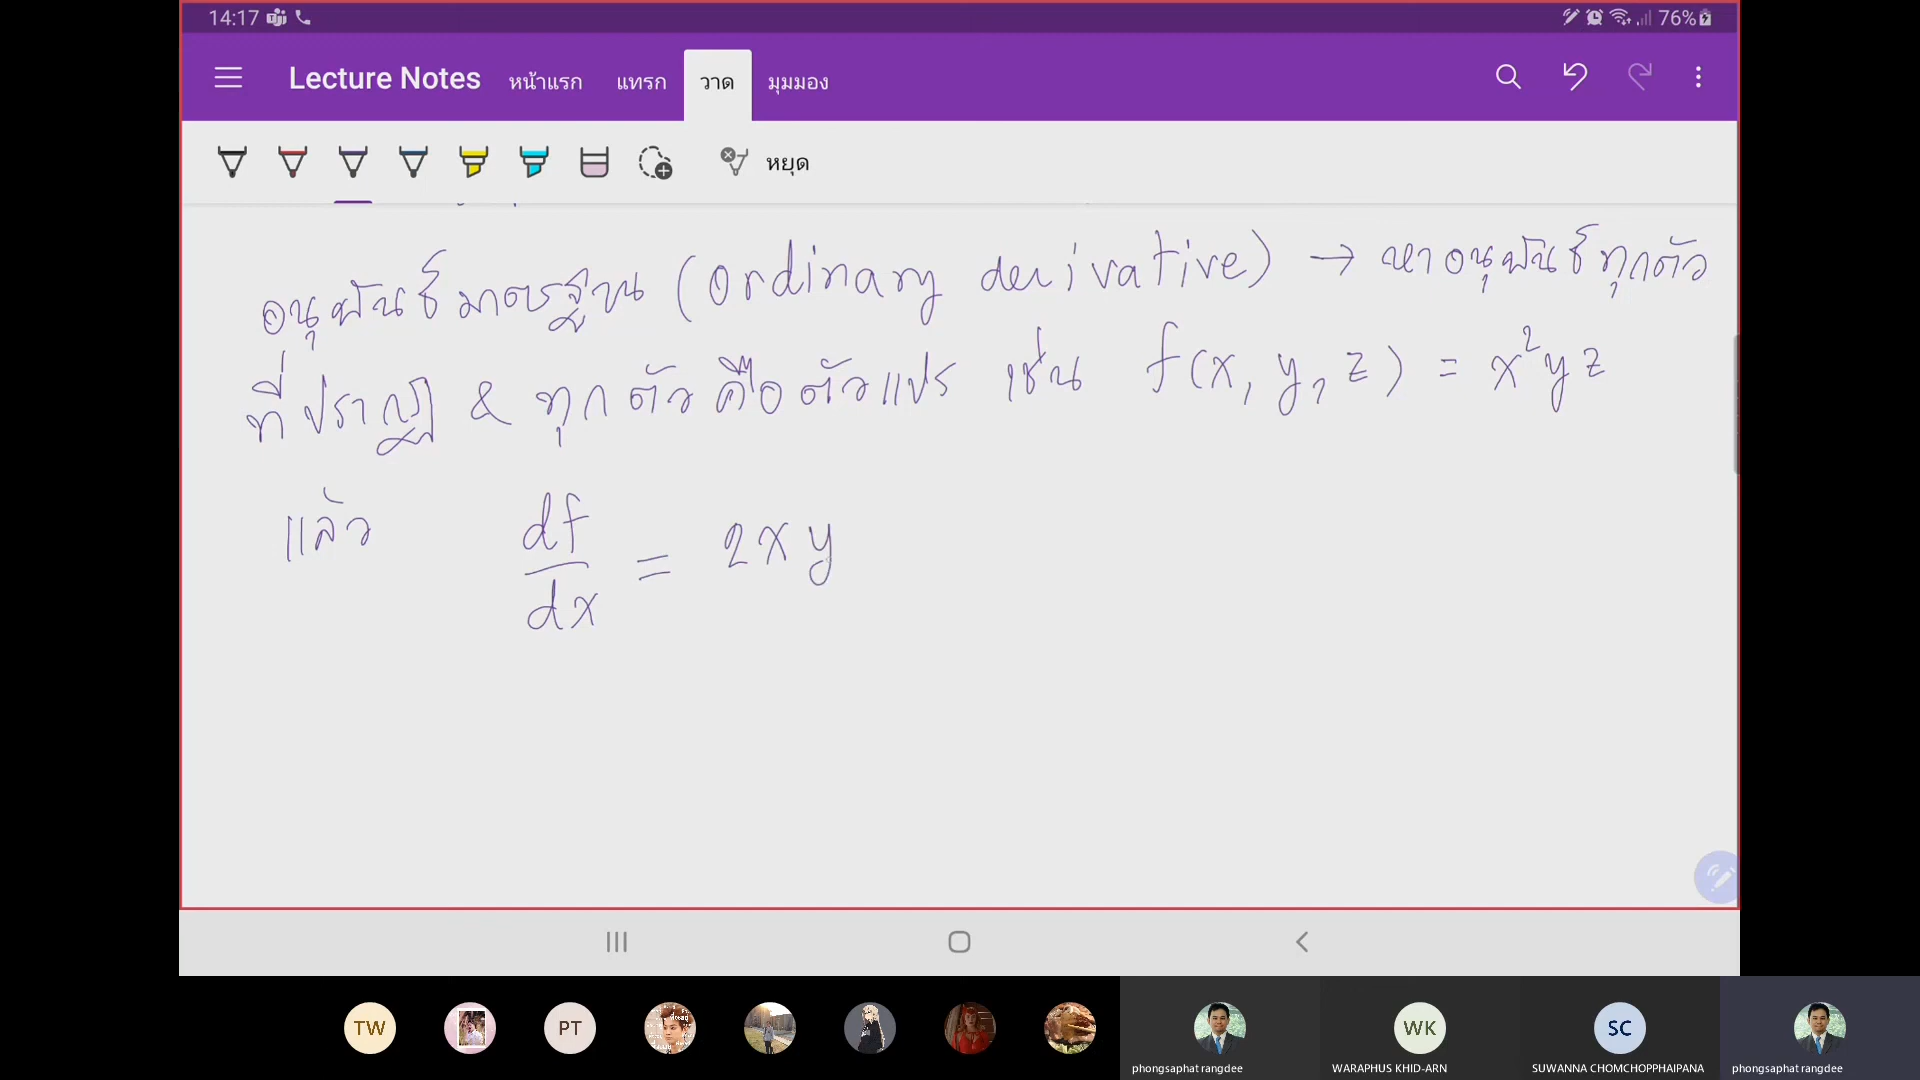 14:17 76%
Lecture Notes หน้าแรก แทรก วาด มุมมอง
หยุด
อนุพันธ์มาตรฐาน (ordinary derivative) → หาอนุพันธ์ทุกตัว
ที่ปรากฏ & ทุกตัวคือตัวแปร เช่น f(x, y, z) = x²yz
แล้ว df/dx = 2xy
TW PT WK SC
phongsaphat rangdee WARAPHUS KHID-ARN SUWANNA CHOMCHOPPHAIPANA phongsaphat rangdee